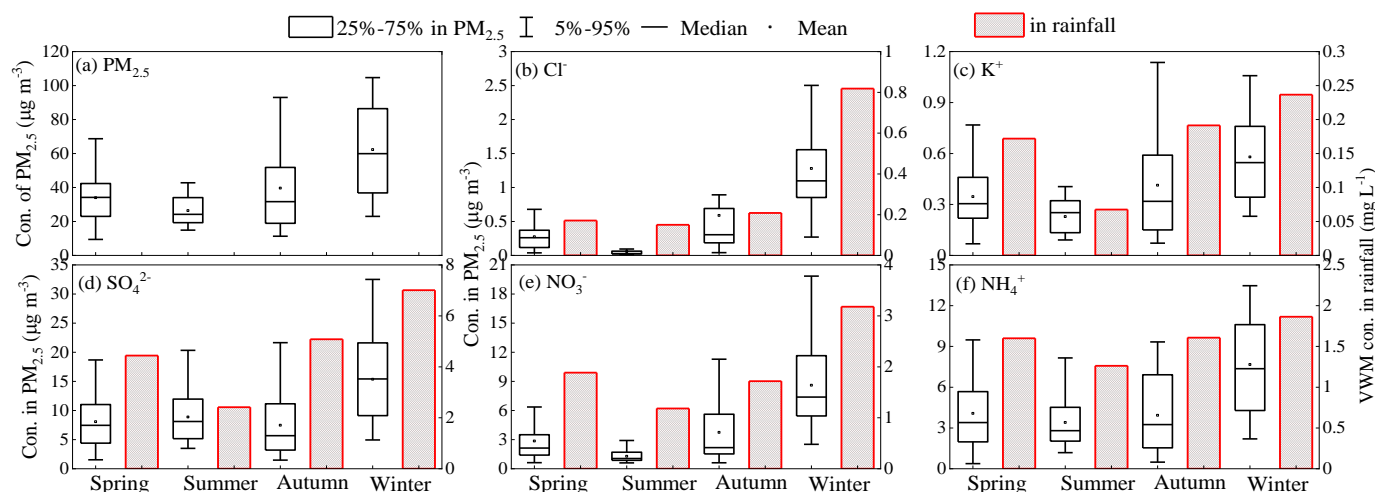 25%-75% in PM2.5 5%-95% Median Mean in rainfall
(a) PM2.5
Con. of PM2.5 (μg m-3)
0 20 40 60 80 100 120
(b) Cl-
Con. in PM2.5 (μg m-3)
0 0.5 1 1.5 2 2.5 3
0 0.2 0.4 0.6 0.8 1
(c) K+
0 0.3 0.6 0.9 1.2
0 0.05 0.1 0.15 0.2 0.25 0.3
VWM con. in rainfall (mg L-1)
(d) SO42-
Con. in PM2.5 (μg m-3)
0 5 10 15 20 25 30 35
0 2 4 6 8
(e) NO3-
0 3 6 9 12 15 18 21
0 1 2 3 4
(f) NH4+
0 3 6 9 12 15
0 0.5 1 1.5 2 2.5
Spring Summer Autumn Winter
Spring Summer Autumn Winter
Spring Summer Autumn Winter